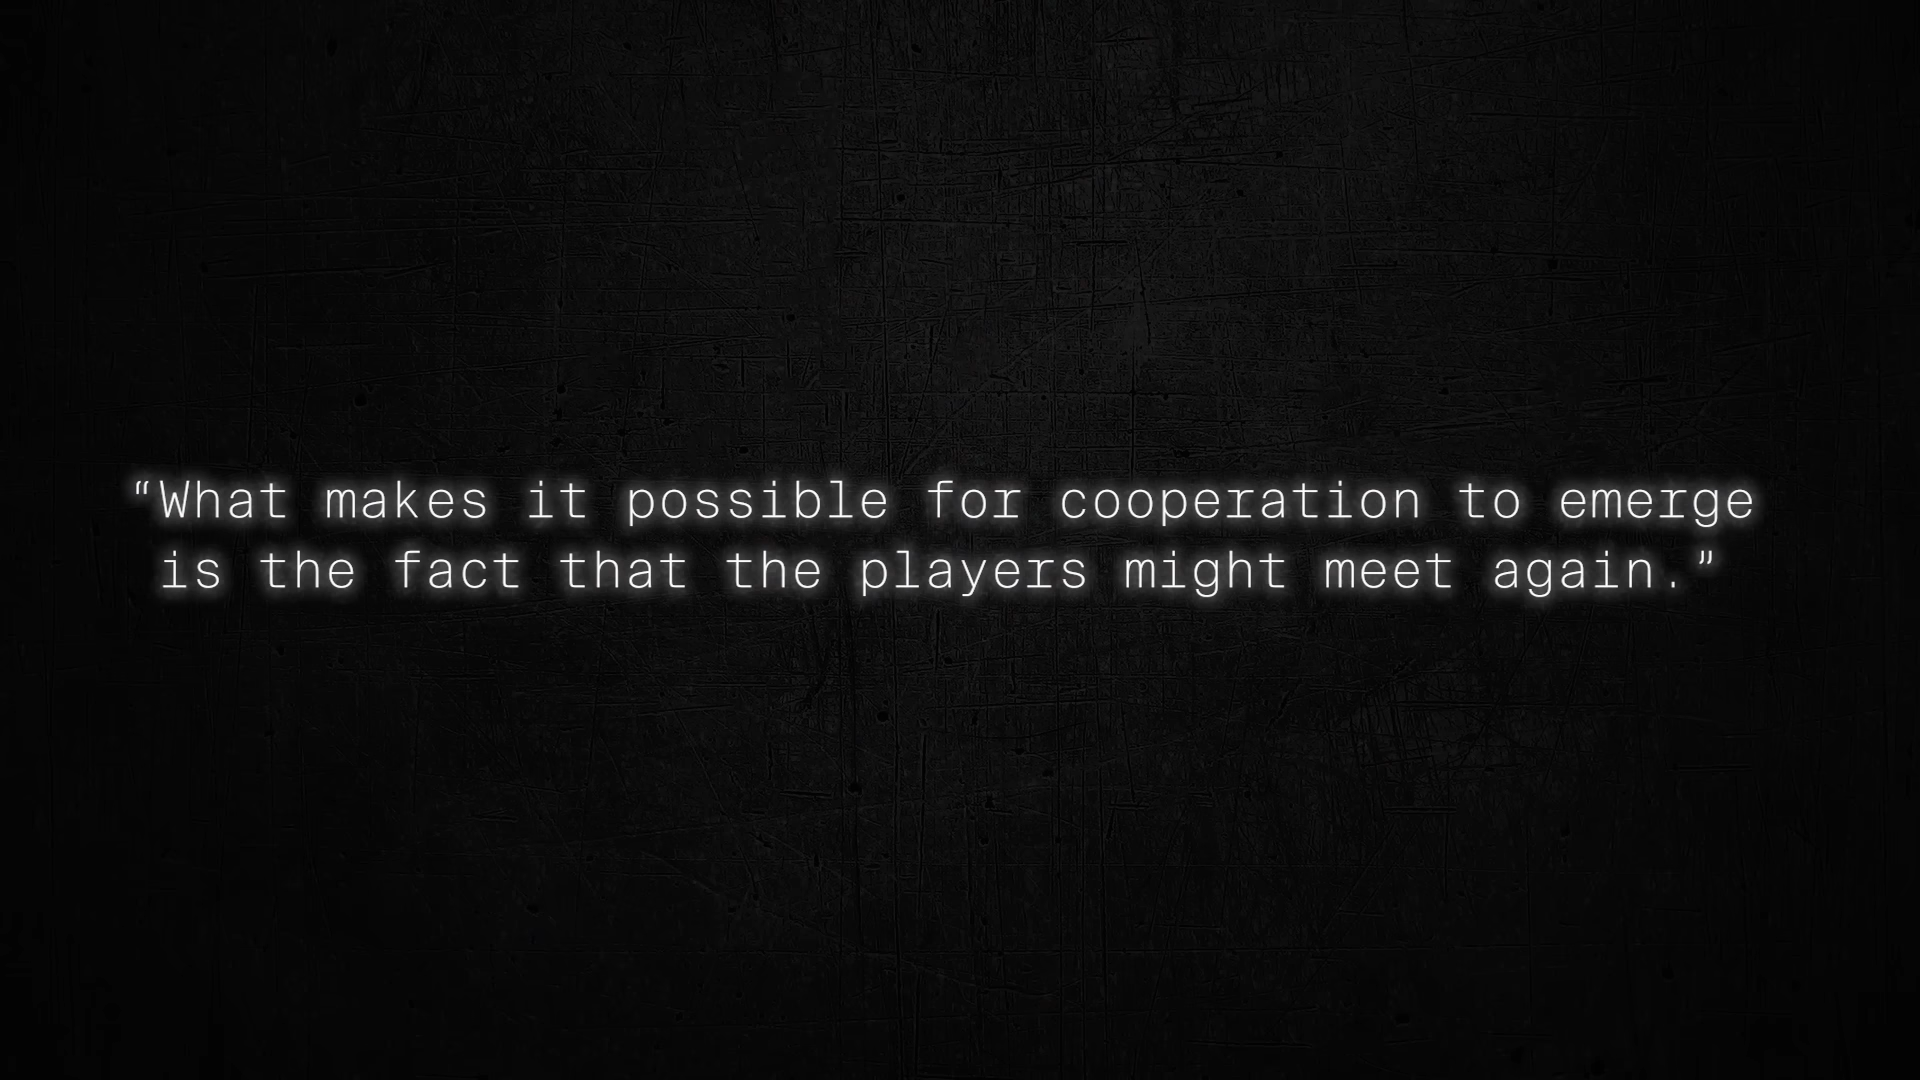 “What makes it possible for cooperation to emerge
is the fact that the players might meet again.”